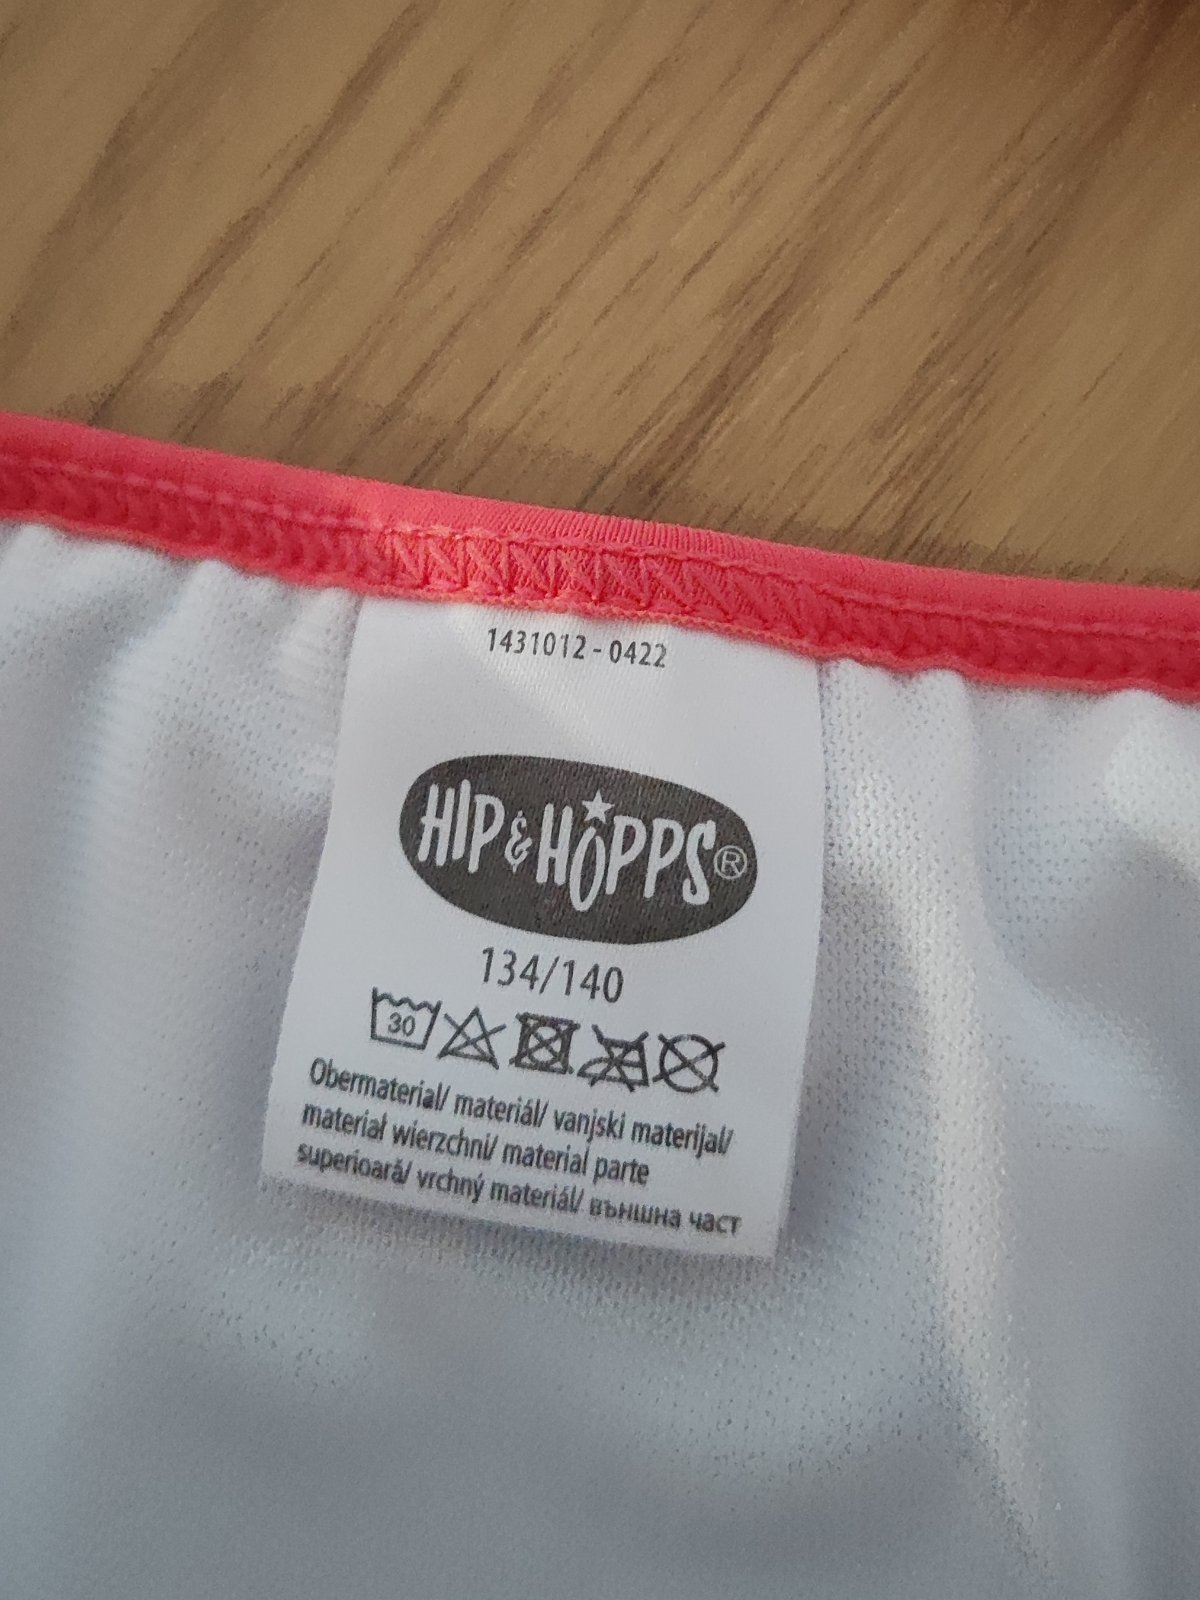 1431012-0422
HIP & HOPPS®
134/140
30
Obermaterial/ materiál/ vanjski materijal/
materiał wierzchni/ material parte
superioară/ vrchný materiál/ външна част